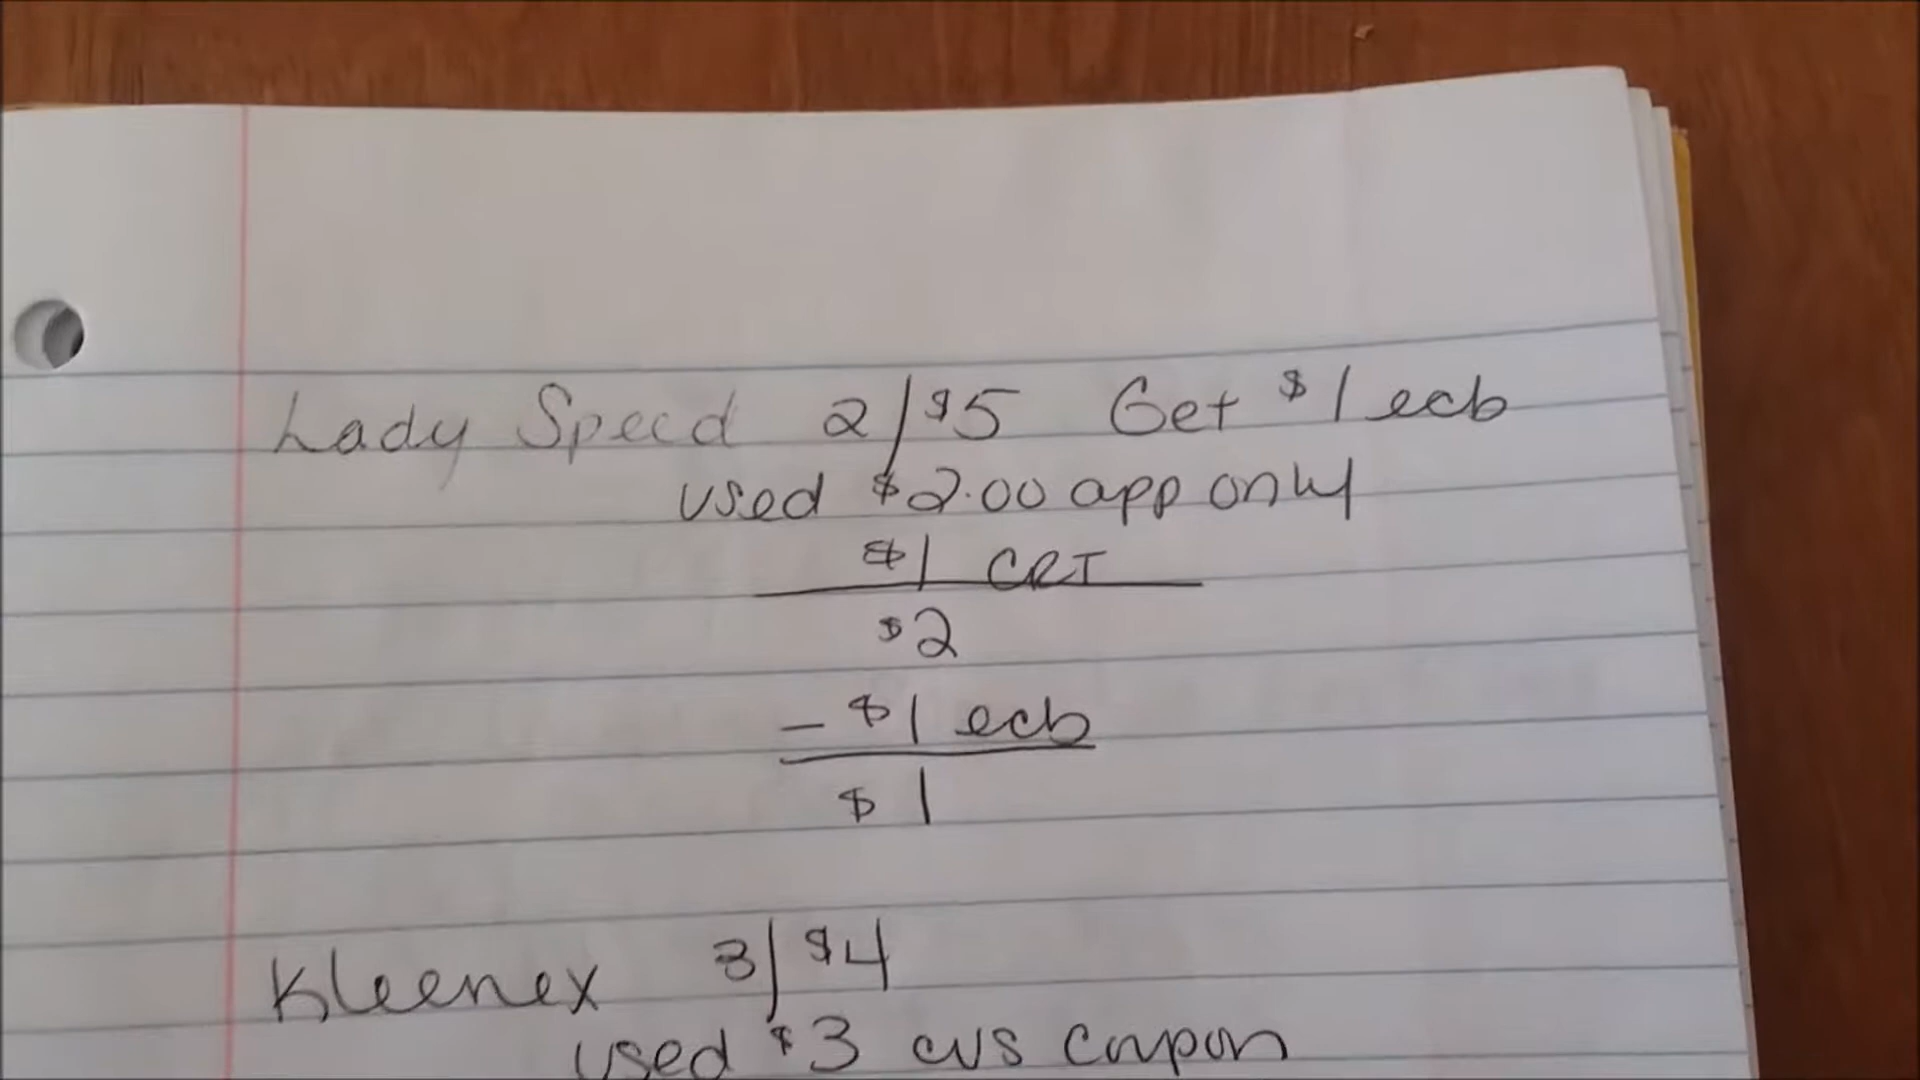 Lady Speed 2/$5 Get $1 ecb
used $2.00 app only
$1 CRT
$2
- $1 ecb
$1
Kleenex 3/$4
used $3 cvs coupon